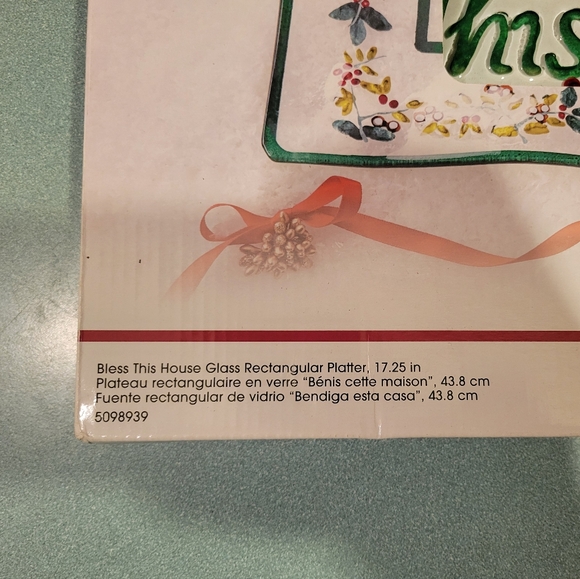 Bless This House Glass Rectangular Platter, 17.25 in
Plateau rectangulaire en verre “Bénis cette maison”, 43.8 cm
Fuente rectangular de vidrio “Bendiga esta casa”, 43.8 cm
5098939